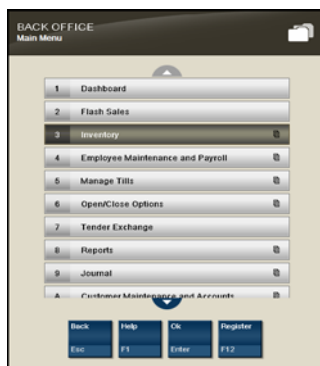 BACK OFFICE
Main Menu
1 Dashboard
2 Flash Sales
3 Inventory
4 Employee Maintenance and Payroll
5 Manage Tills
6 Open/Close Options
7 Tender Exchange
8 Reports
9 Journal
A Customer Maintenance and Accounts
Back Help Ok Register
Esc F1 Enter F12